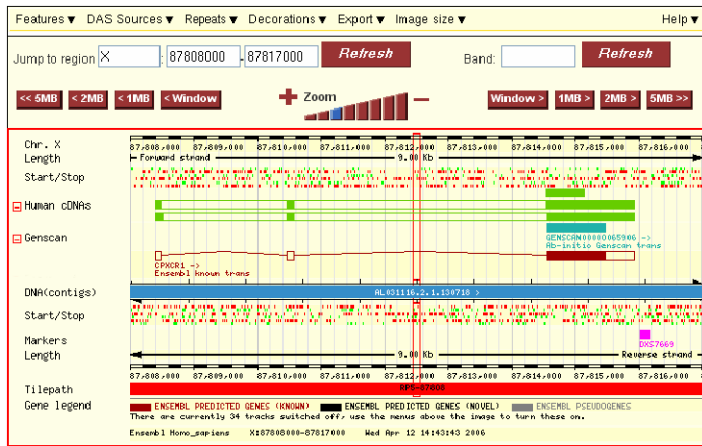 Features ▼ DAS Sources ▼ Repeats ▼ Decorations ▼ Export ▼ Image size ▼ Help ▼
Jump to region X : 87808000 - 87817000 Refresh Band: Refresh
<< 5MB < 2MB < 1MB < Window + Zoom − Window > 1MB > 2MB > 5MB >>
Chr. X 87,808,000 87,809,000 87,810,000 87,811,000 87,812,000 87,813,000 87,814,000 87,815,000 87,816,000
Length Forward strand 9.00 Kb
Start/Stop
Human cDNAs
Genscan GENSCAN00000065906 ->
Ab-initio Genscan trans
CPXCR1 ->
Ensembl known trans
DNA(contigs) AL031116.2.1.130718 >
Start/Stop
Markers
DXS7669
Length 9.00 Kb Reverse strand
87,808,000 87,809,000 87,810,000 87,811,000 87,812,000 87,813,000 87,814,000 87,815,000 87,816,000
Tilepath
Gene legend ENSEMBL PREDICTED GENES (KNOWN) ENSEMBL PREDICTED GENES (NOVEL) ENSEMBL PSEUDOGENES
There are currently 34 tracks switched off, use the menus above the image to turn these on.
Ensembl Homo_sapiens X:87808000-87817000 Wed Apr 12 14:43:43 2006